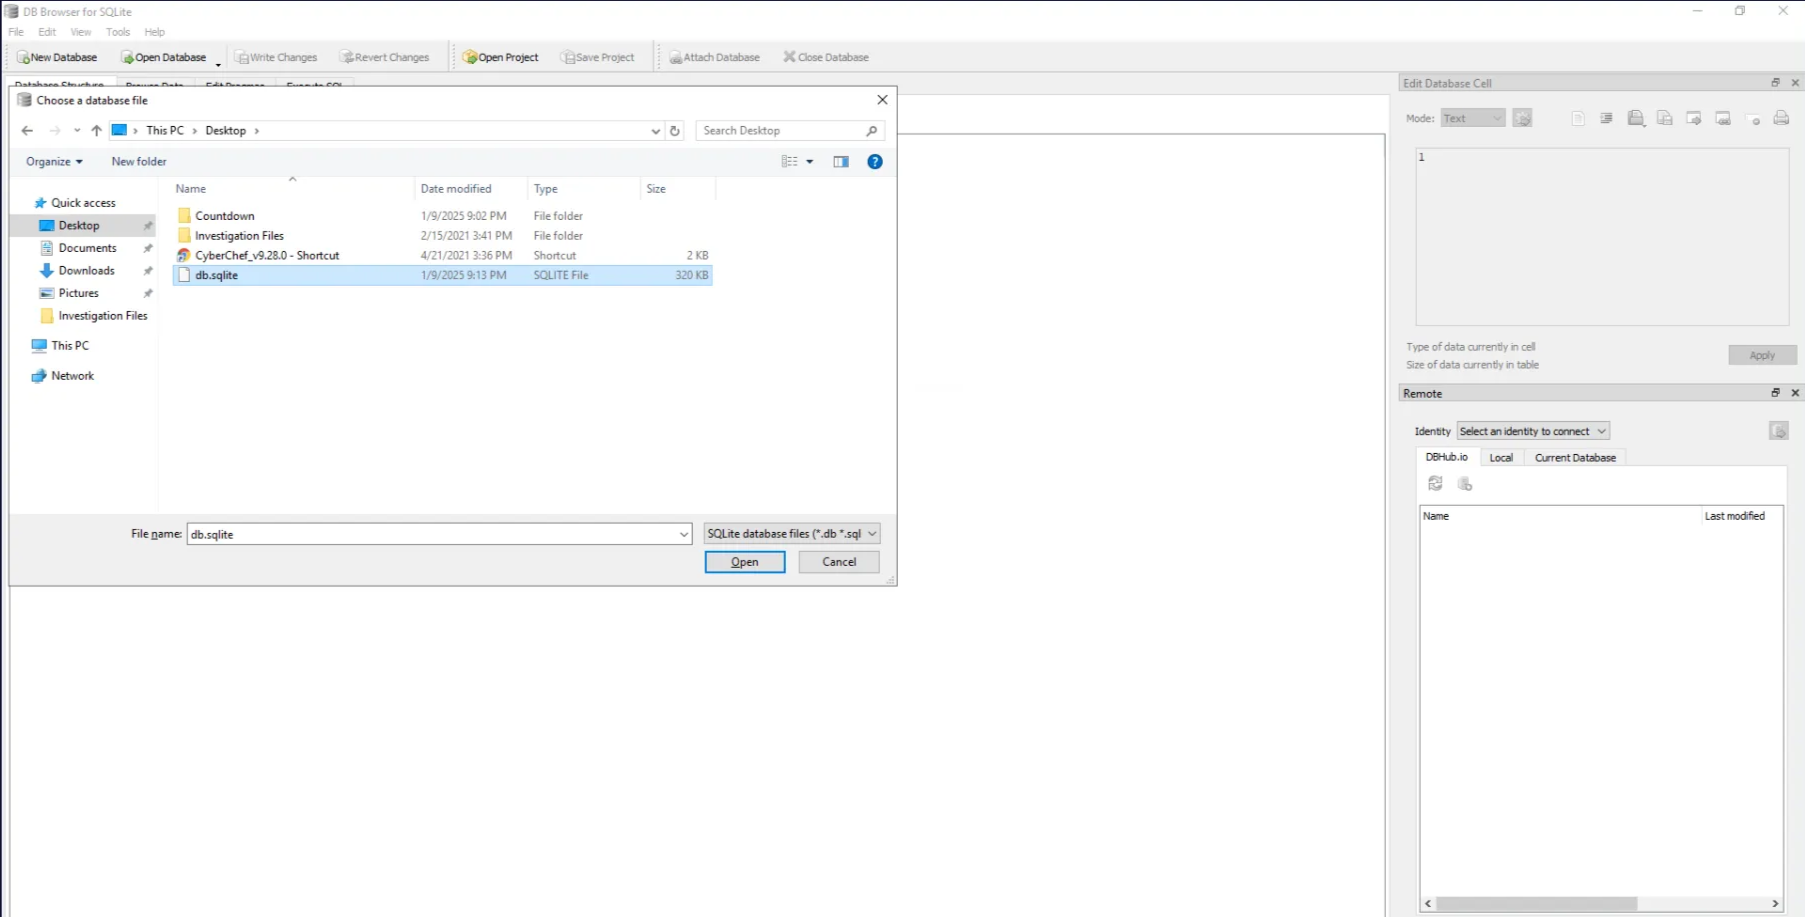 DB Browser for SQLite
File Edit View Tools Help
New Database Open Database Write Changes Revert Changes Open Project Save Project Attach Database Close Database
Database Structure Browse Data Edit Pragmas Execute SQL
Choose a database file
This PC Desktop
Search Desktop
Organize New folder
Name Date modified Type Size
Quick access
Desktop
Documents
Downloads
Pictures
Investigation Files
This PC
Network
Countdown 1/9/2025 9:02 PM File folder
Investigation Files 2/15/2021 3:41 PM File folder
CyberChef_v9.28.0 - Shortcut 4/21/2021 3:36 PM Shortcut 2 KB
db.sqlite 1/9/2025 9:13 PM SQLITE File 320 KB
File name: db.sqlite SQLite database files (*.db *.sql
Open Cancel
Edit Database Cell
Mode: Text
1
Type of data currently in cell
Size of data currently in table
Apply
Remote
Identity Select an identity to connect
DBHub.io Local Current Database
Name Last modified